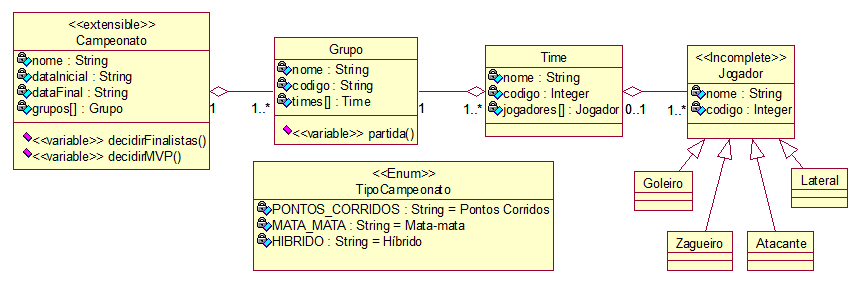 <<extensible>>
Campeonato
nome : String
dataInicial : String
dataFinal : String
grupos[] : Grupo
<<variable>> decidirFinalistas()
<<variable>> decidirMVP()
1
1..*
Grupo
nome : String
codigo : String
times[] : Time
<<variable>> partida()
1
1..*
Time
nome : String
codigo : Integer
jogadores[] : Jogador
0..1
1..*
<<Incomplete>>
Jogador
nome : String
codigo : Integer
<<Enum>>
TipoCampeonato
PONTOS_CORRIDOS : String = Pontos Corridos
MATA_MATA : String = Mata-mata
HIBRIDO : String = Híbrido
Goleiro
Zagueiro
Atacante
Lateral